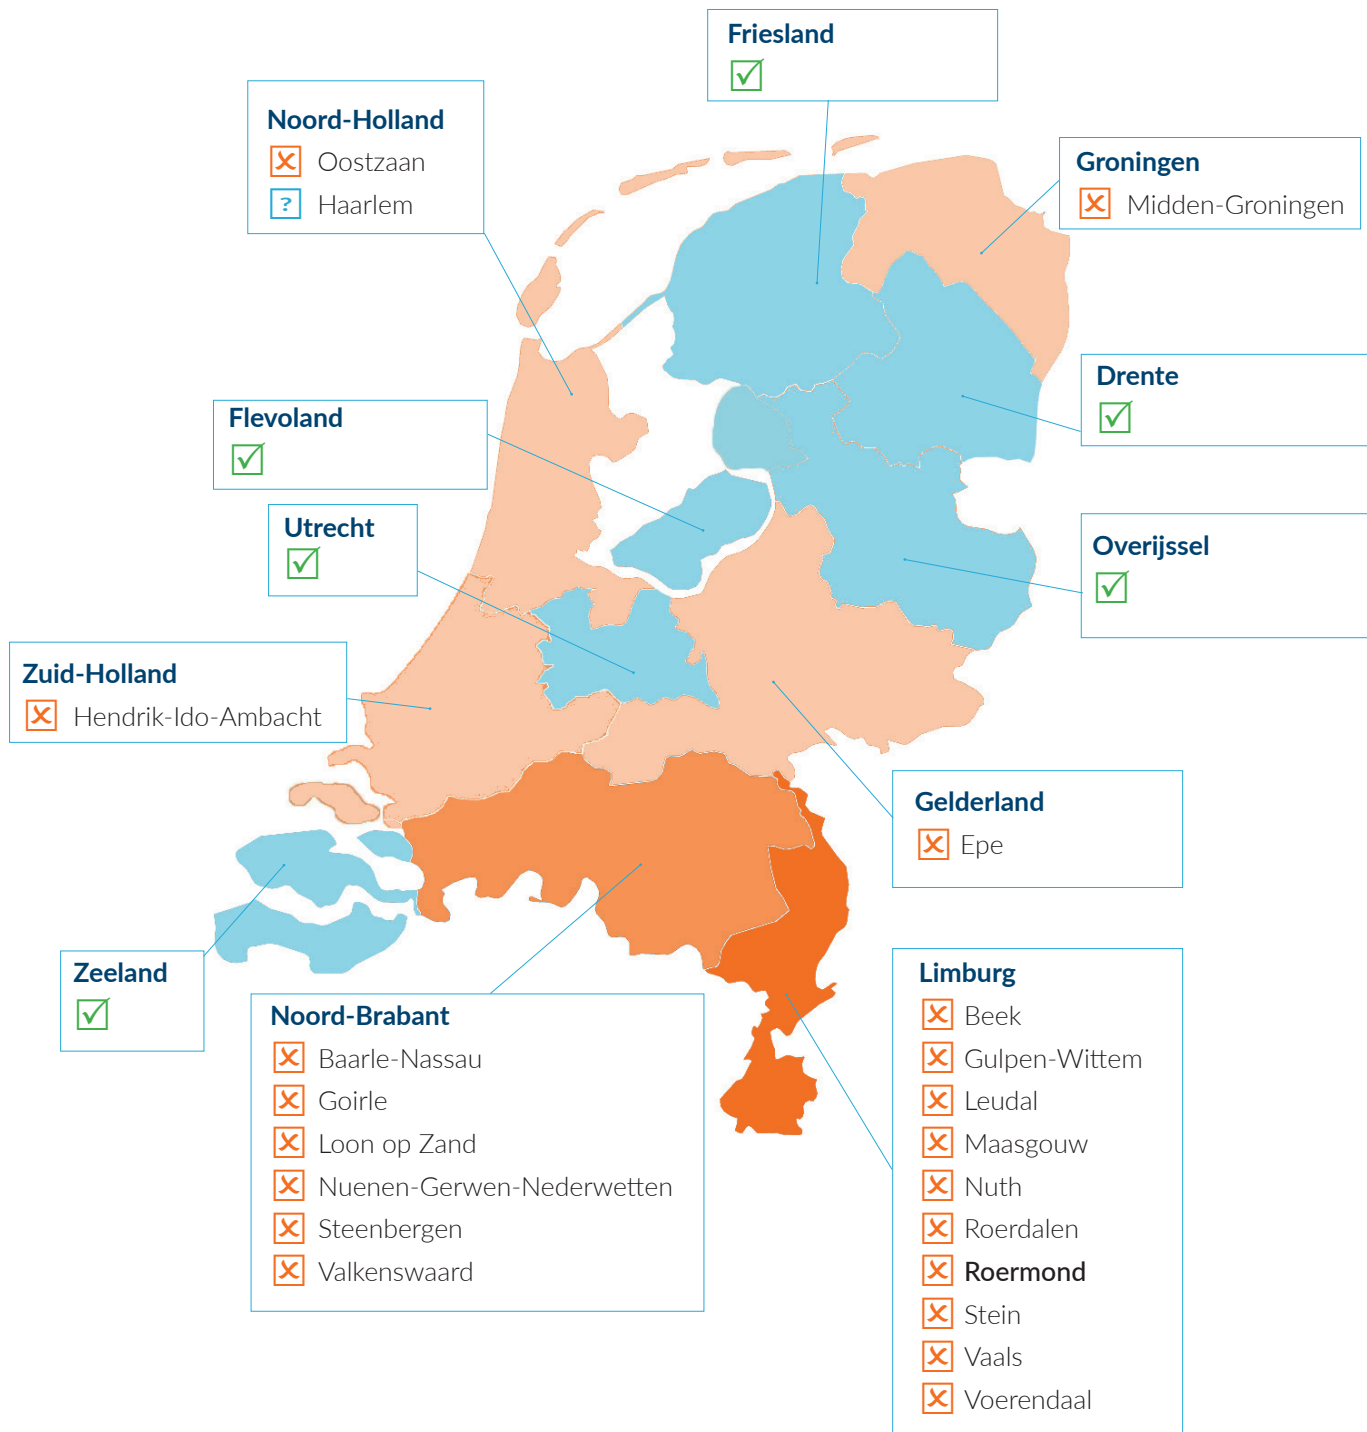 Friesland
Noord-Holland
Oostzaan
? Haarlem
Groningen
Midden-Groningen
Drente
Flevoland
Utrecht
Overijssel
Zuid-Holland
Hendrik-Ido-Ambacht
Gelderland
Epe
Zeeland
Noord-Brabant
Baarle-Nassau
Goirle
Loon op Zand
Nuenen-Gerwen-Nederwetten
Steenbergen
Valkenswaard
Limburg
Beek
Gulpen-Wittem
Leudal
Maasgouw
Nuth
Roerdalen
Roermond
Stein
Vaals
Voerendaal